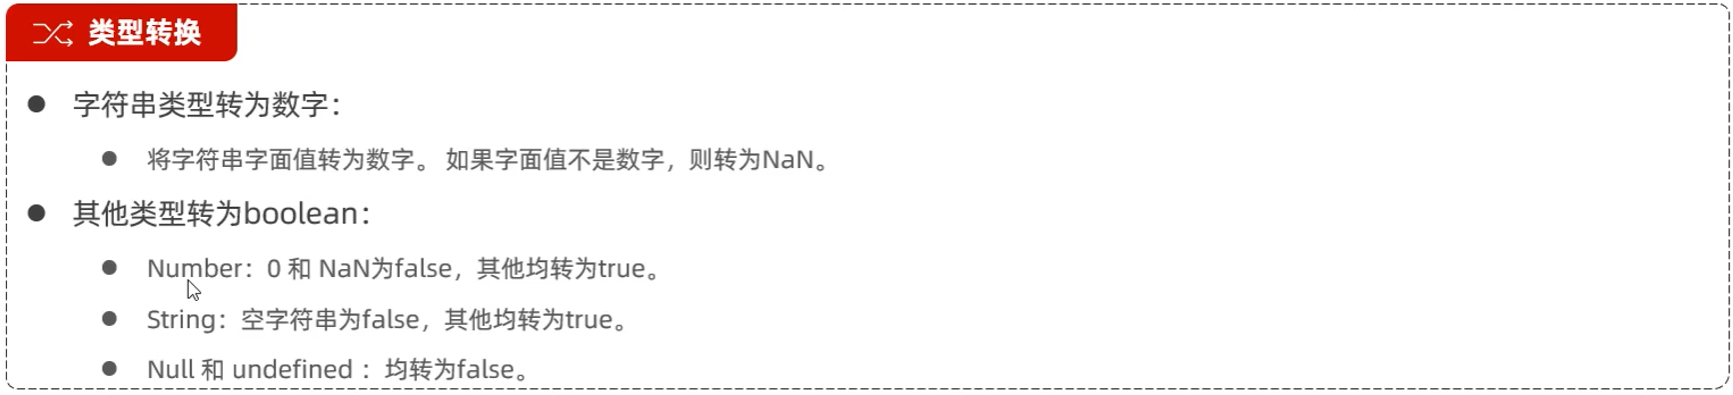 类型转换
字符串类型转为数字：
将字符串字面值转为数字。 如果字面值不是数字，则转为NaN。
其他类型转为boolean：
Number：0 和 NaN为false，其他均转为true。
String：空字符串为false，其他均转为true。
Null 和 undefined ：均转为false。